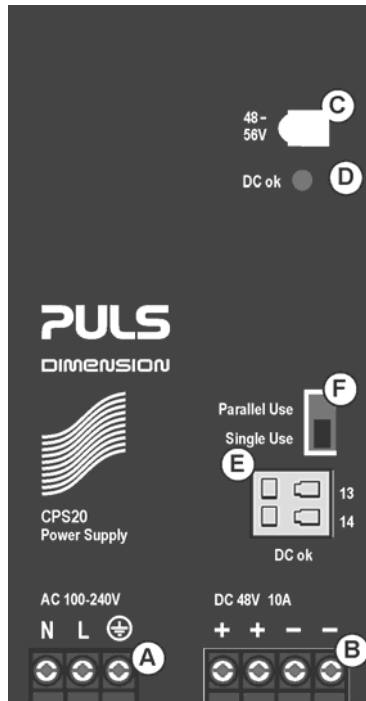 C
48-
56V
DC ok
D
PULS
DIMENSION
F
Parallel Use
Single Use
E
13
14
DC ok
CPS20
Power Supply
AC 100-240V
DC 48V 10A
N L
+ + – –
A
B